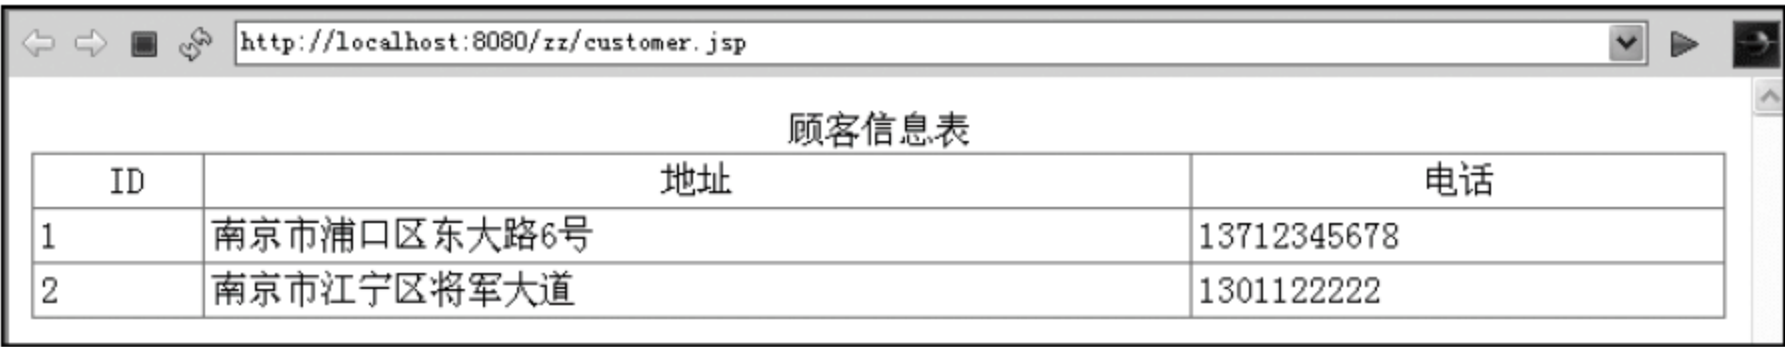 http://localhost:8080/zz/customer.jsp
顾客信息表
ID 地址 电话
1 南京市浦口区东大路6号 13712345678
2 南京市江宁区将军大道 1301122222